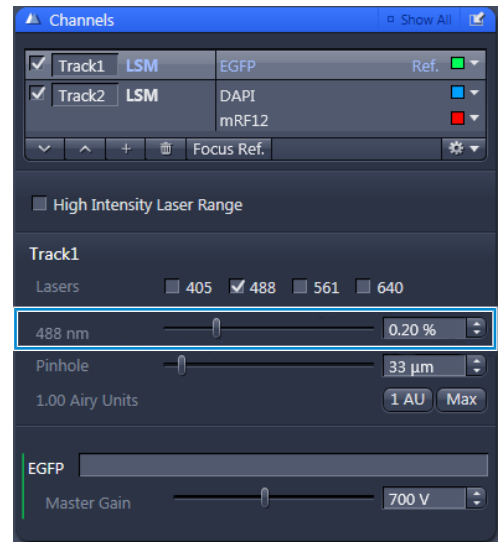 Channels Show All
Track1 LSM EGFP Ref.
Track2 LSM DAPI
mRF12
+ Focus Ref.
High Intensity Laser Range
Track1
Lasers 405 488 561 640
488 nm 0.20 %
Pinhole 33 µm
1.00 Airy Units 1 AU Max
EGFP
Master Gain 700 V